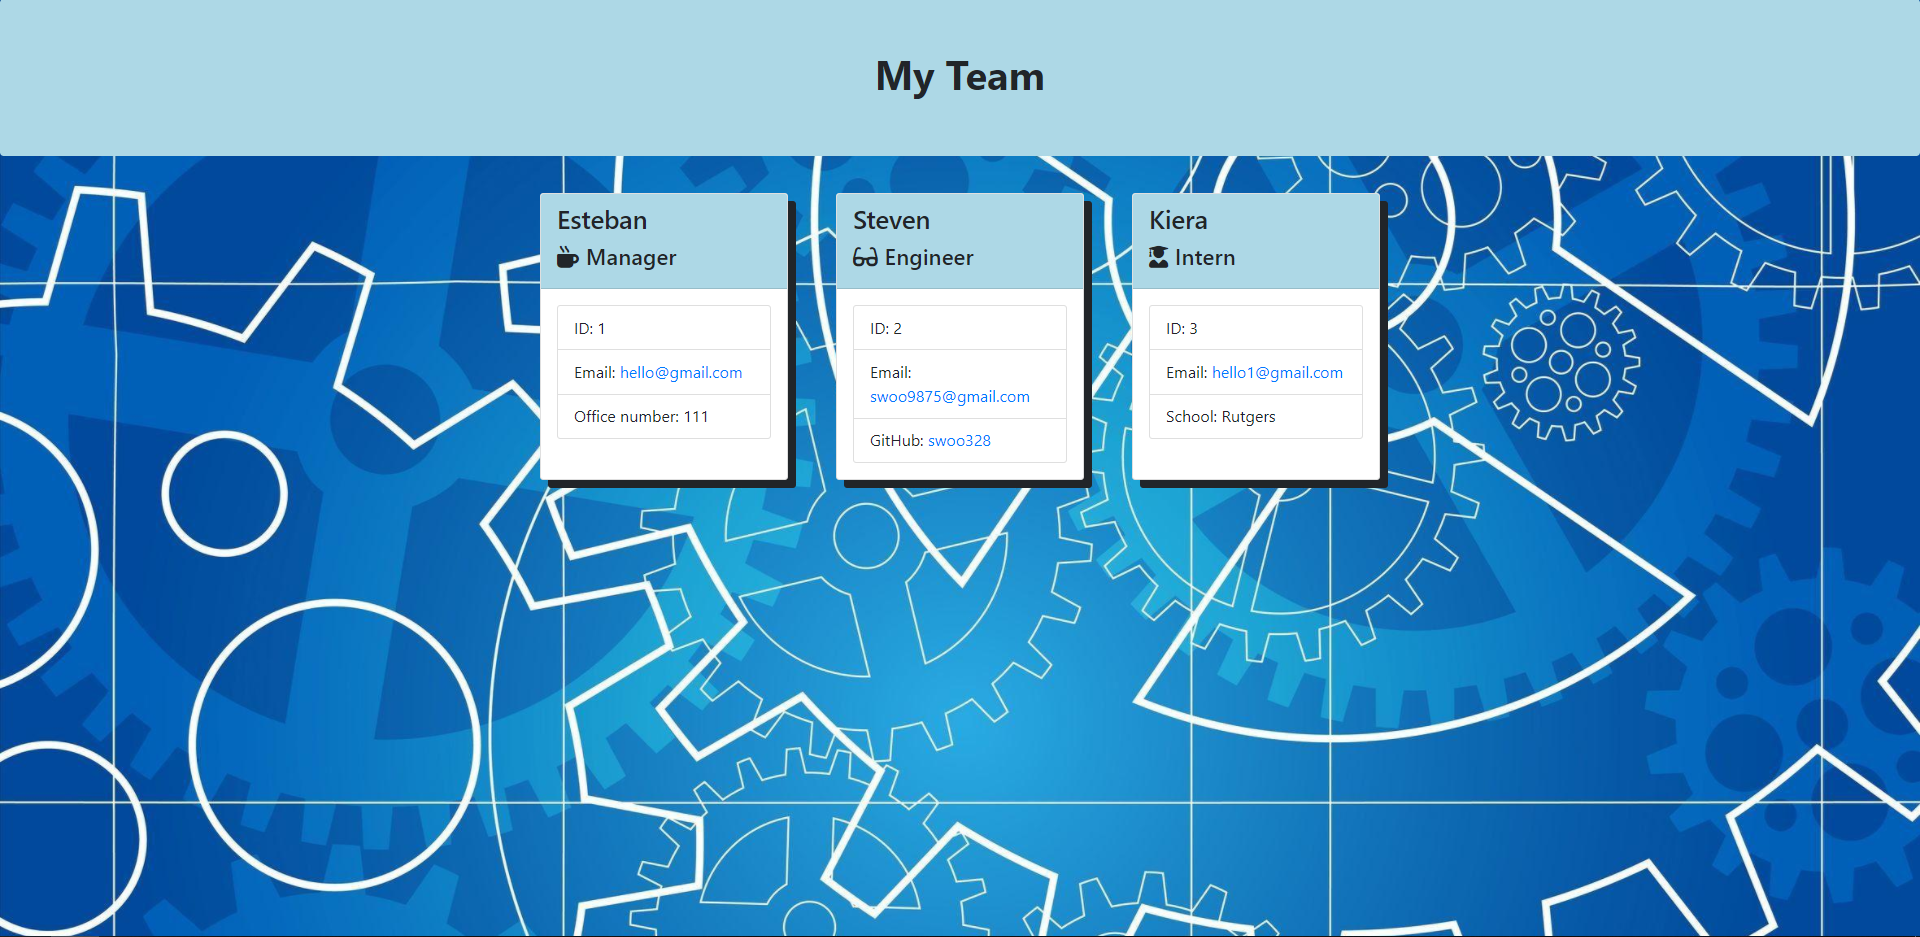 My Team
Esteban
Manager
ID: 1
Email: hello@gmail.com
Office number: 111
Steven
Engineer
ID: 2
Email:
swoo9875@gmail.com
GitHub: swoo328
Kiera
Intern
ID: 3
Email: hello1@gmail.com
School: Rutgers